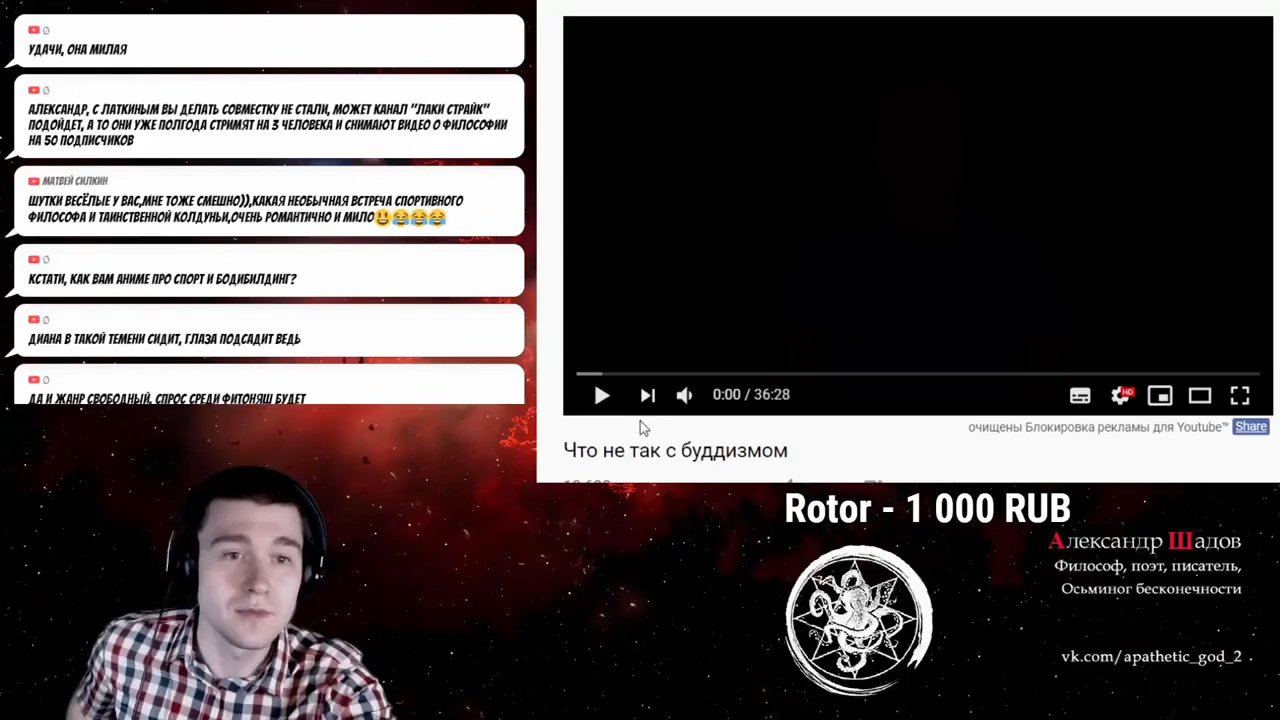 Ø
УДАЧИ, ОНА МИЛАЯ
Ø
АЛЕКСАНДР, С ЛАТКИНЫМ ВЫ ДЕЛАТЬ СОВМЕСТКУ НЕ СТАЛИ, МОЖЕТ КАНАЛ "ЛАКИ СТРАЙК"
ПОДОЙДЕТ, А ТО ОНИ УЖЕ ПОЛГОДА СТРИМЯТ НА 3 ЧЕЛОВЕКА И СНИМАЮТ ВИДЕО О ФИЛОСОФИИ
НА 50 ПОДПИСЧИКОВ
МАТВЕЙ СИЛКИН
ШУТКИ ВЕСЁЛЫЕ У ВАС,МНЕ ТОЖЕ СМЕШНО)),КАКАЯ НЕОБЫЧНАЯ ВСТРЕЧА СПОРТИВНОГО
ФИЛОСОФА И ТАИНСТВЕННОЙ КОЛДУНЬИ,ОЧЕНЬ РОМАНТИЧНО И МИЛО😃😂😂😂
Ø
КСТАТИ, КАК ВАМ АНИМЕ ПРО СПОРТ И БОДИБИЛДИНГ?
Ø
ДИАНА В ТАКОЙ ТЕМЕНИ СИДИТ, ГЛАЗА ПОДСАДИТ ВЕДЬ
Ø
ДА И ЖАНР СВОБОДНЫЙ, СПРОС СРЕДИ ФИТОНЯШ БУДЕТ
0:00 / 36:28
HD
очищены Блокировка рекламы для Youtube™ Share
Что не так с буддизмом
Rotor - 1 000 RUB
Александр Шадов
Философ, поэт, писатель,
Осьминог бесконечности
vk.com/apathetic_god_2